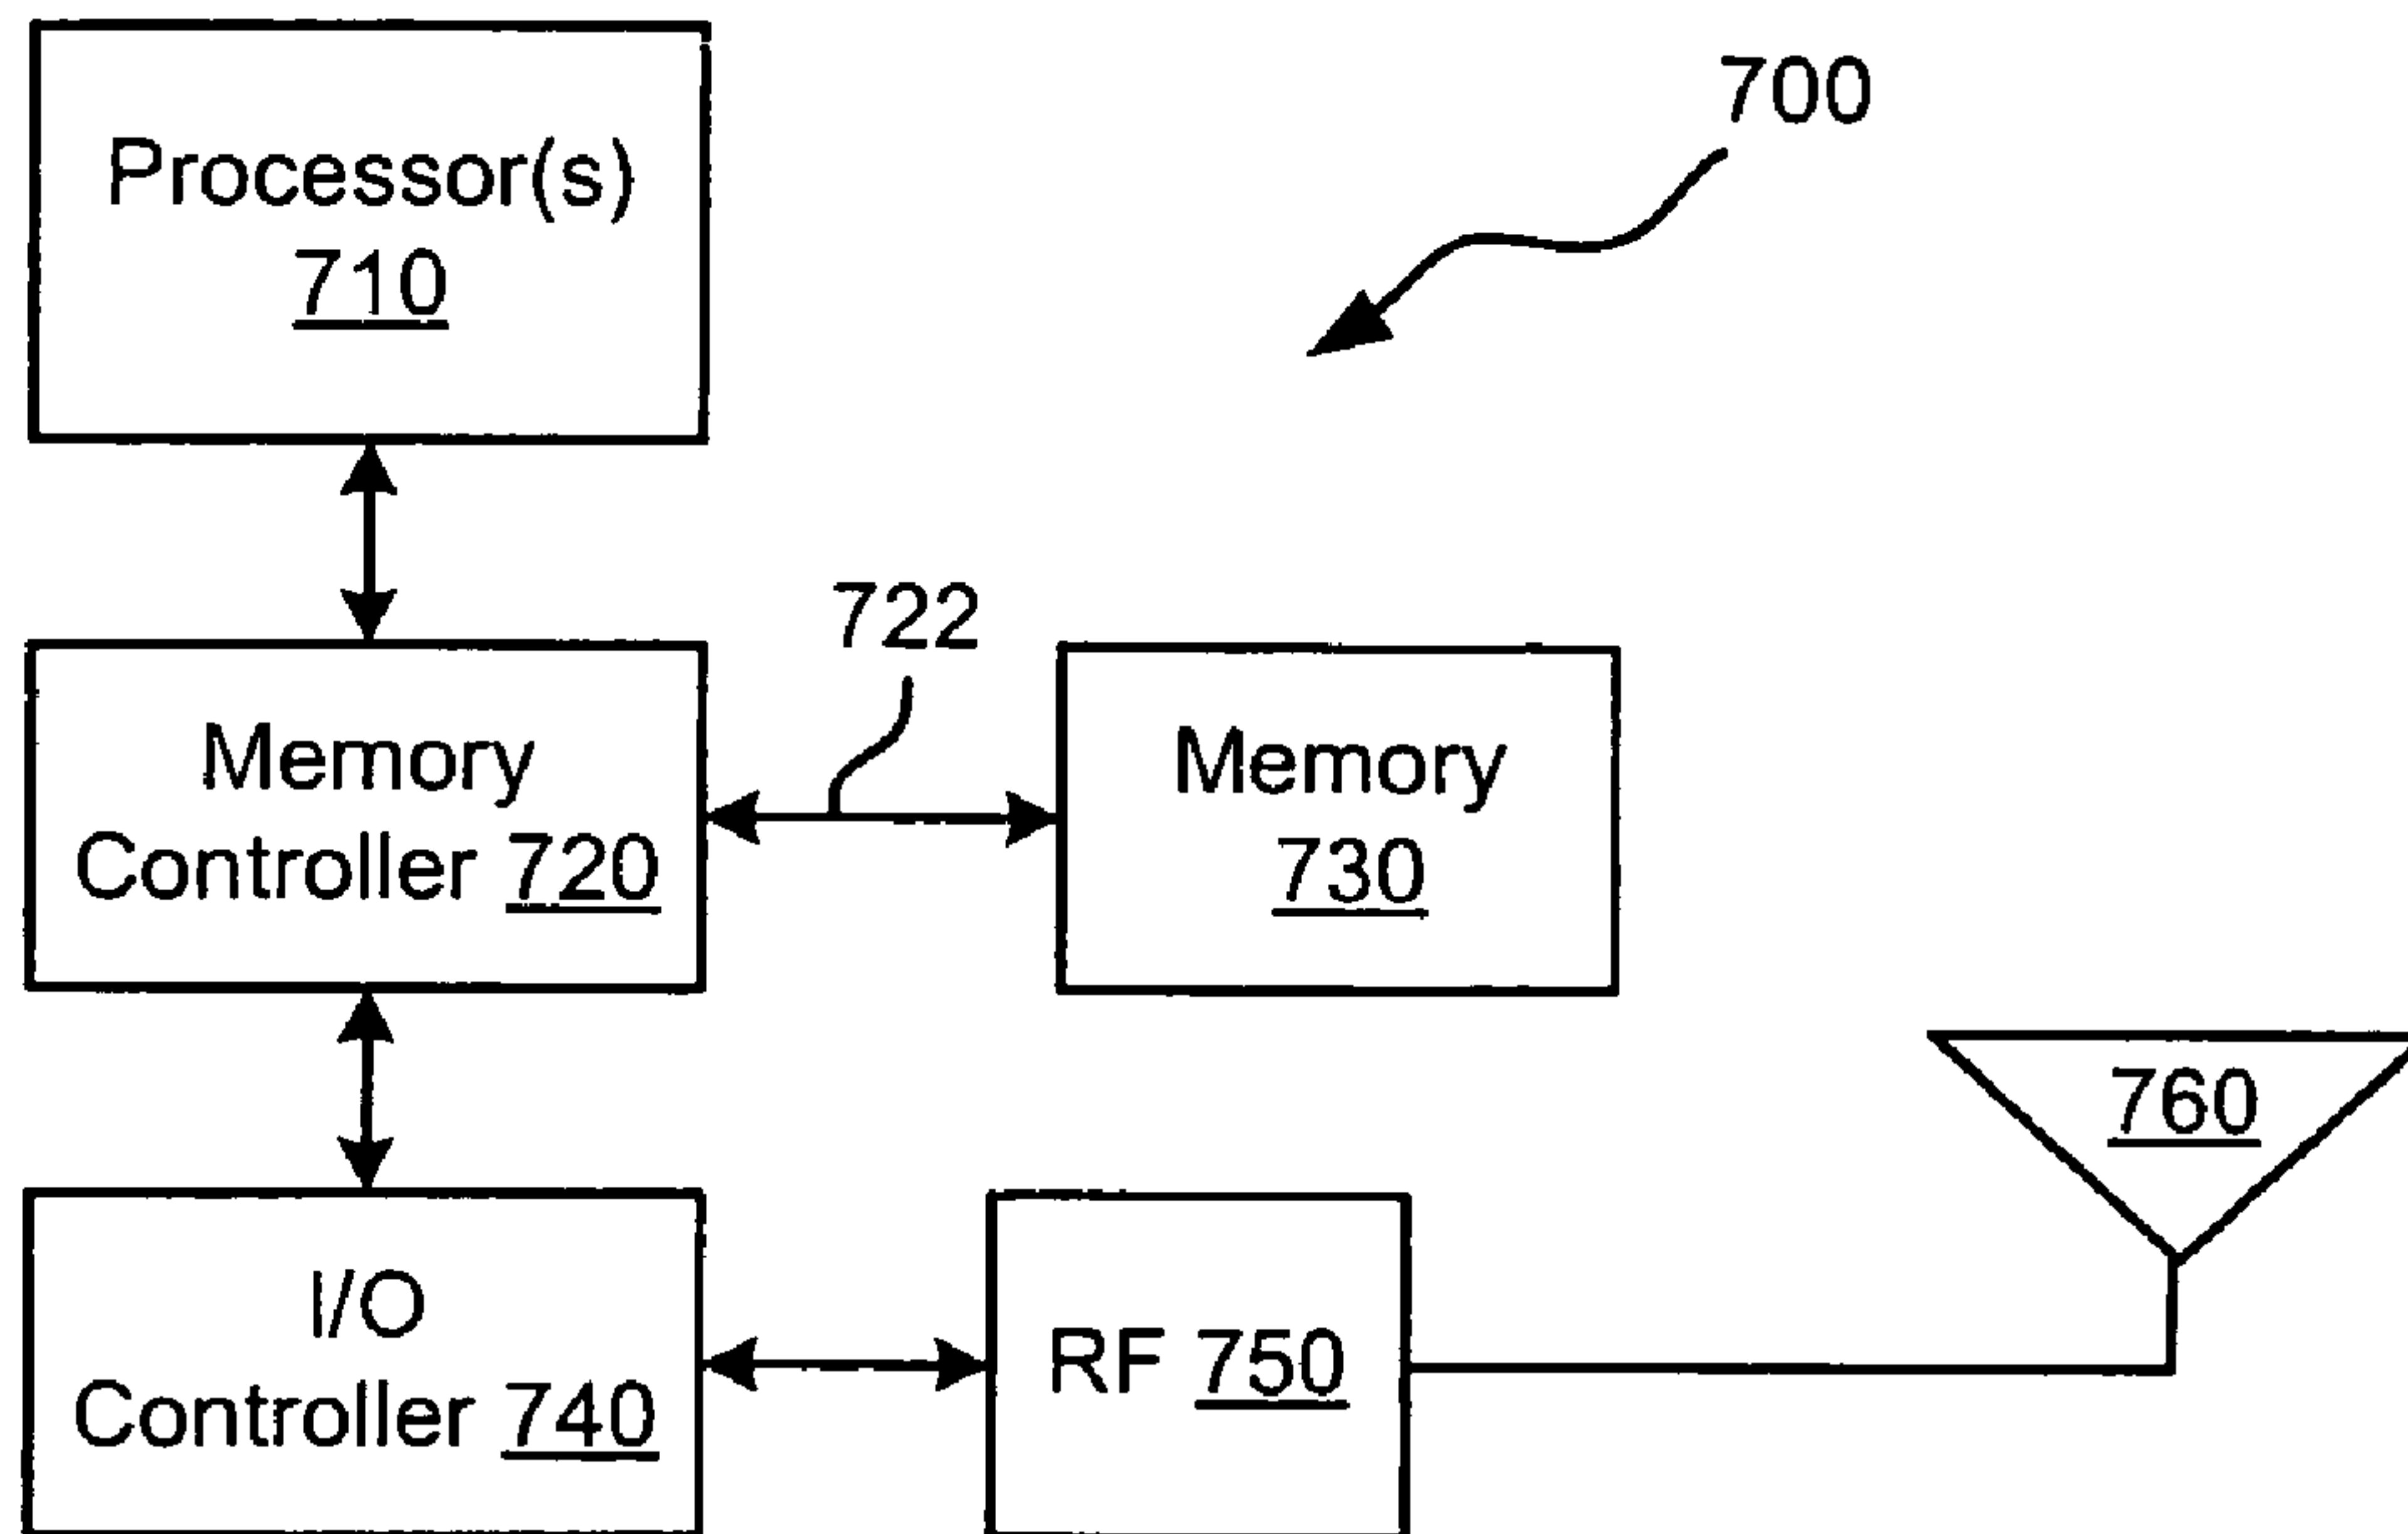 Processor(s)
710
700
722
Memory
Controller 720
Memory
730
760
I/O
Controller 740
RF 750